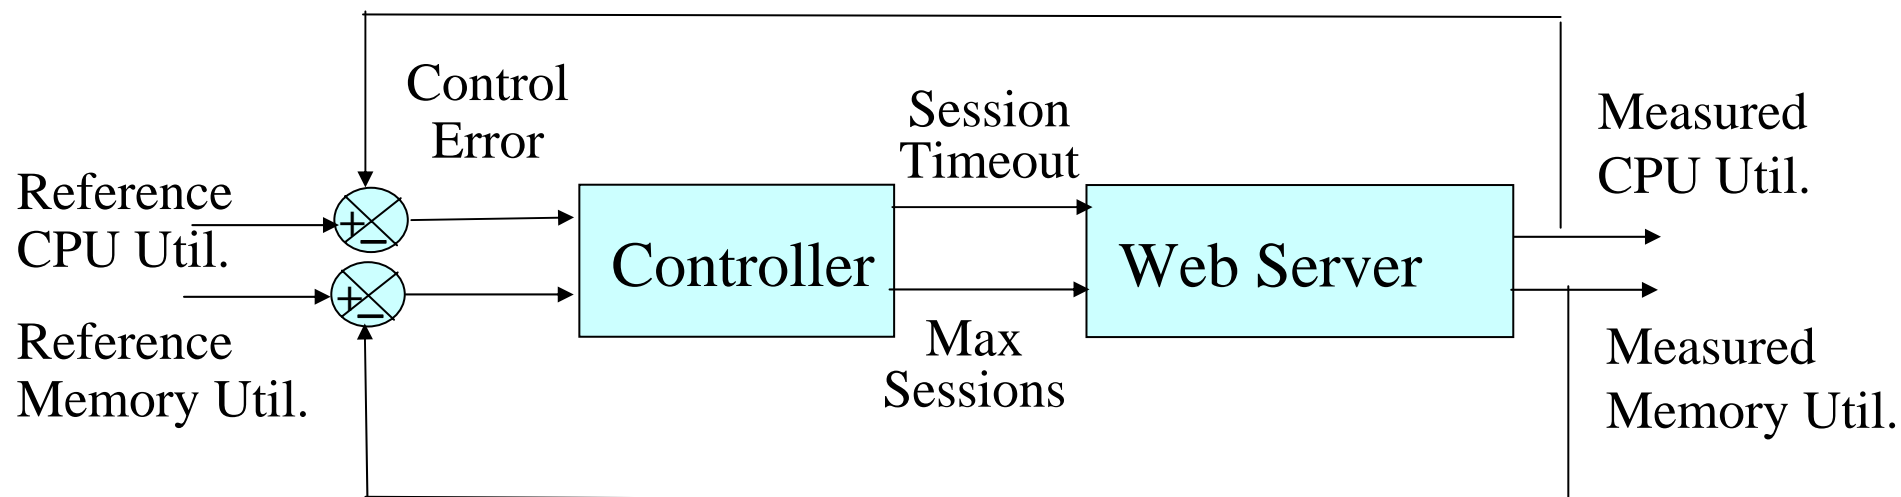 Control
Error
Session
Timeout
Measured
CPU Util.
Reference
CPU Util.
+
−
Controller
Web Server
+
−
Reference
Memory Util.
Max
Sessions
Measured
Memory Util.